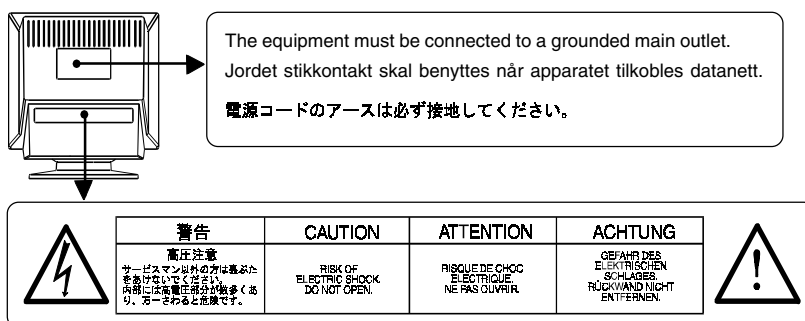 The equipment must be connected to a grounded main outlet.
Jordet stikkontakt skal benyttes når apparatet tilkobles datanett.
電源コードのアースは必ず接地してください。
警告
高圧注意
サービスマン以外の方は裏ぶた
をあけないでください。
内部には高電圧部分が数多くあ
り、万一さわると危険です。
CAUTION
RISK OF
ELECTRIC SHOCK.
DO NOT OPEN.
ATTENTION
RISQUE DE CHOC
ELECTRIQUE.
NE PAS OUVRIR.
ACHTUNG
GEFAHR DES
ELEKTRISCHEN
SCHLAGES.
RÜCKWAND NICHT
ENTFERNEN.